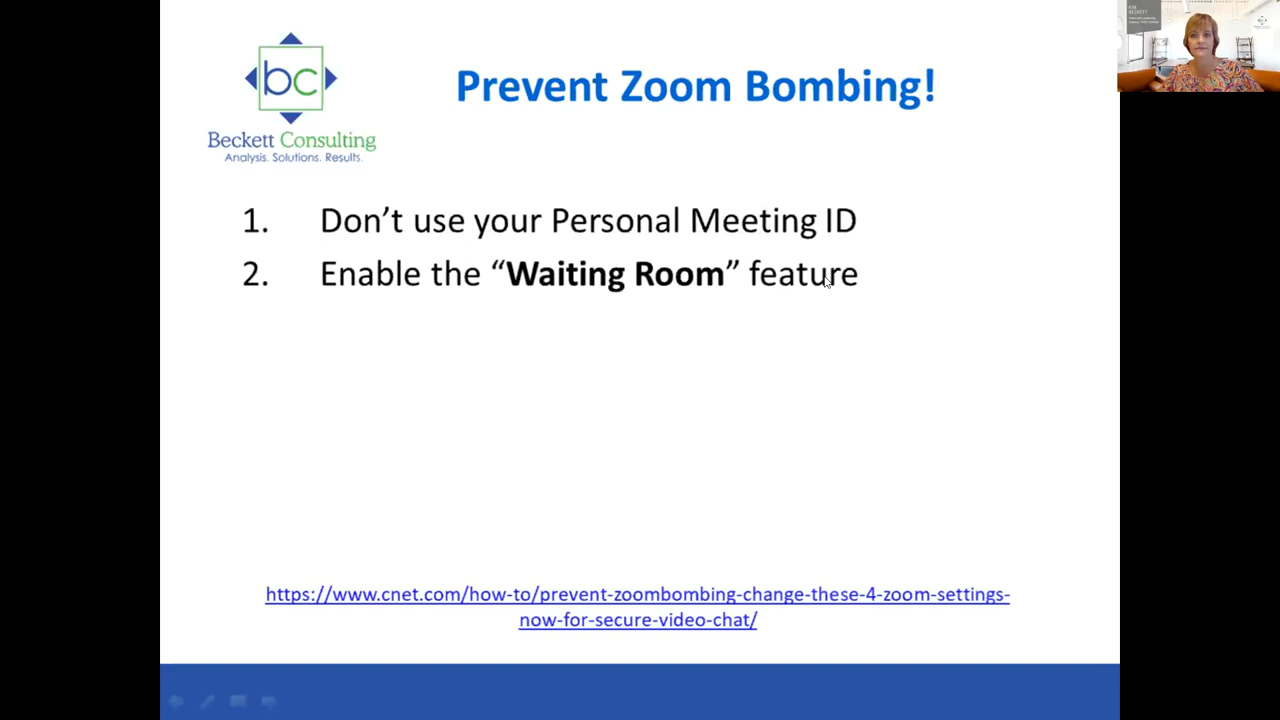 bc
Beckett Consulting
Analysis. Solutions. Results.
Prevent Zoom Bombing!
1. Don’t use your Personal Meeting ID
2. Enable the “Waiting Room” feature
https://www.cnet.com/how-to/prevent-zoombombing-change-these-4-zoom-settings-
now-for-secure-video-chat/
KIM
BECKETT